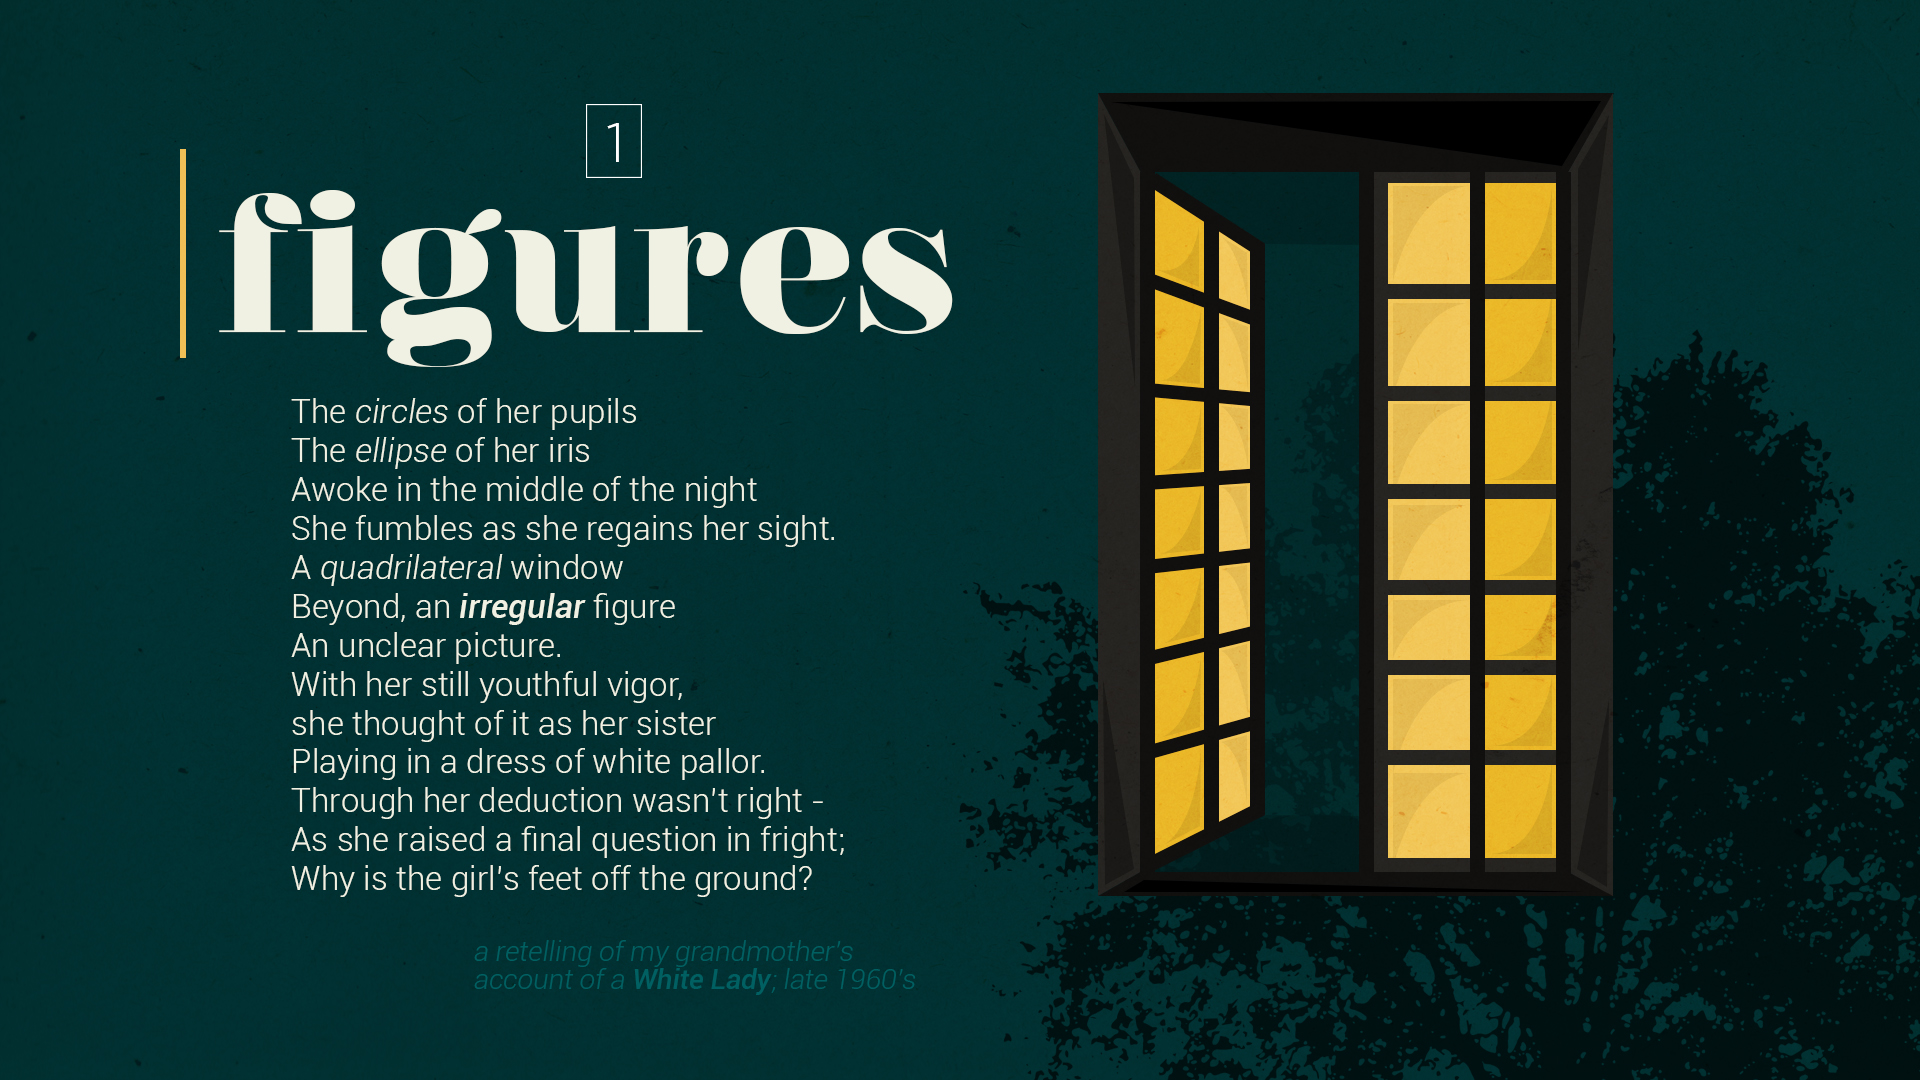 1
figures
The circles of her pupils
The ellipse of her iris
Awoke in the middle of the night
She fumbles as she regains her sight.
A quadrilateral window
Beyond, an irregular figure
An unclear picture.
With her still youthful vigor,
she thought of it as her sister
Playing in a dress of white pallor.
Through her deduction wasn't right -
As she raised a final question in fright;
Why is the girl's feet off the ground?
a retelling of my grandmother's
account of a White Lady; late 1960's